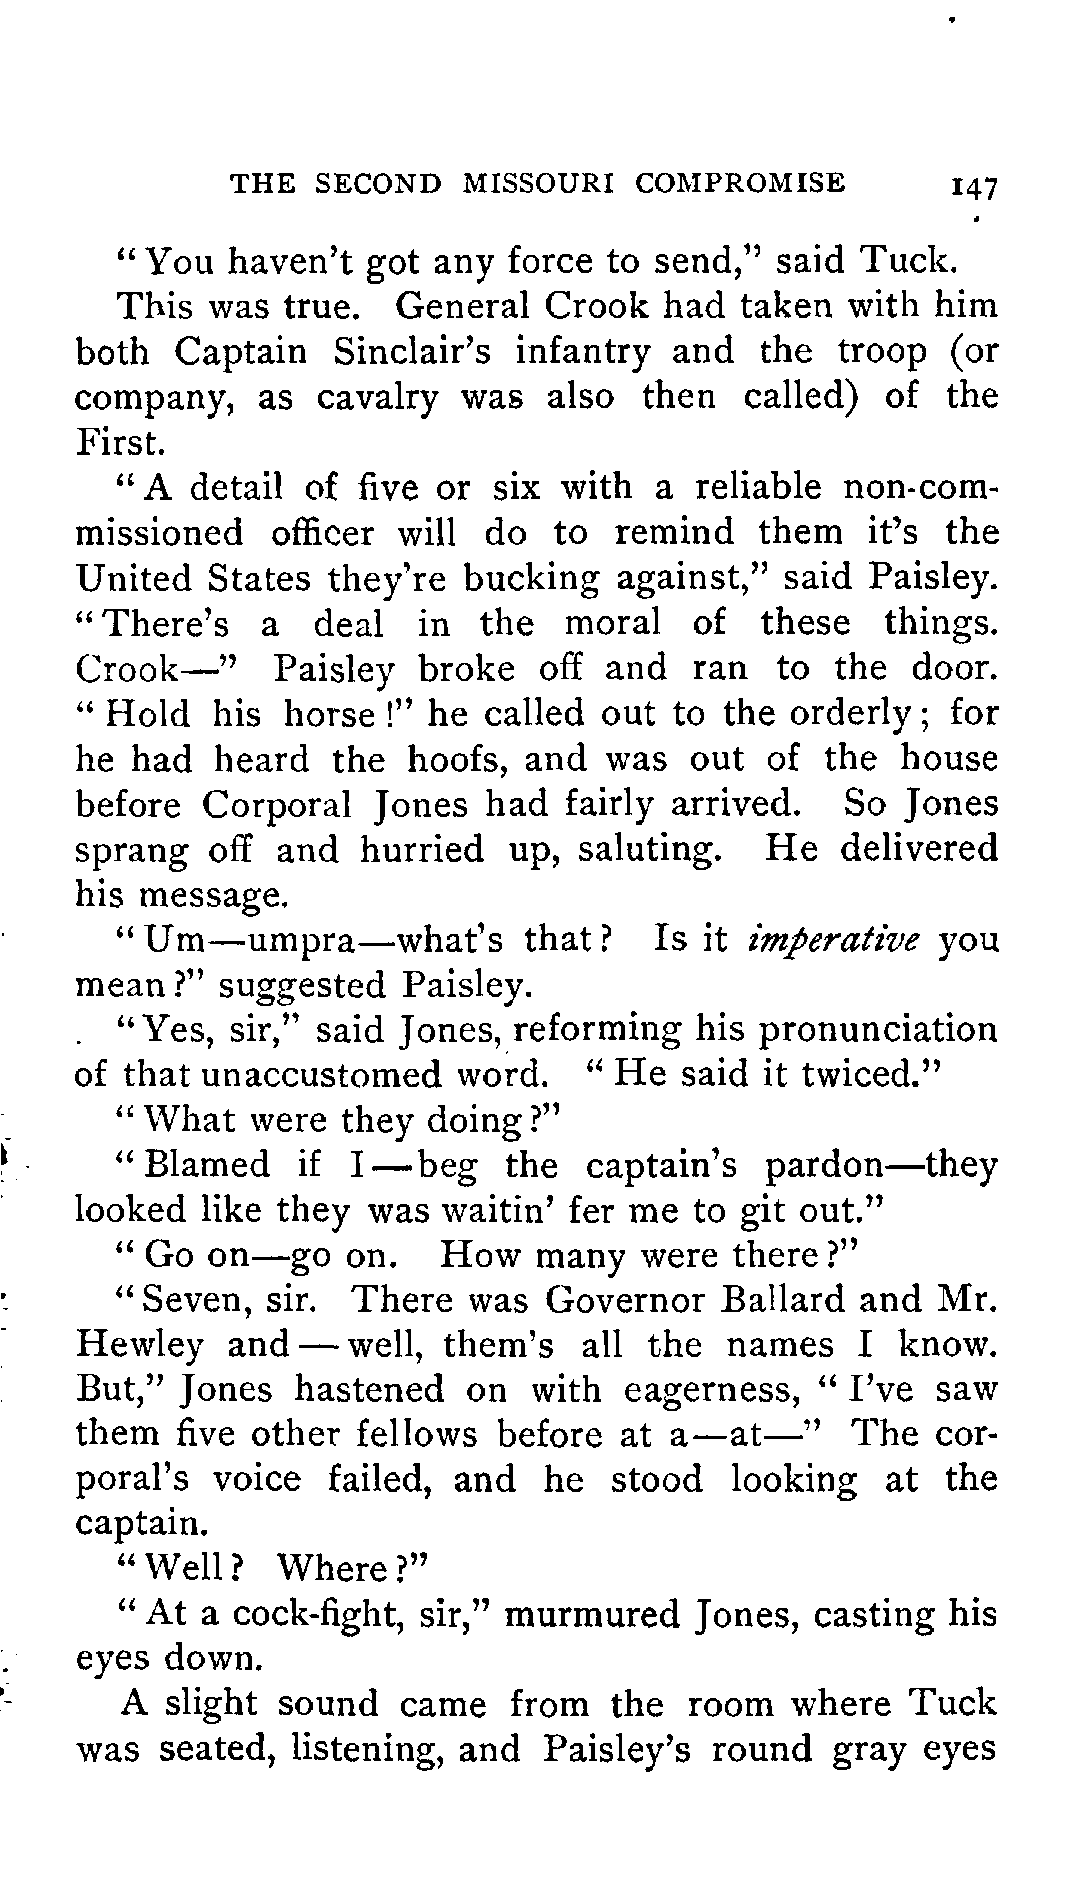 THE SECOND MISSOURI COMPROMISE 147
“You haven’t got any force to send,” said Tuck.
This was true. General Crook had taken with him
both Captain Sinclair’s infantry and the troop (or
company, as cavalry was also then called) of the
First.
“A detail of five or six with a reliable non-com-
missioned officer will do to remind them it’s the
United States they’re bucking against,” said Paisley.
“There’s a deal in the moral of these things.
Crook—” Paisley broke off and ran to the door.
“Hold his horse!” he called out to the orderly; for
he had heard the hoofs, and was out of the house
before Corporal Jones had fairly arrived. So Jones
sprang off and hurried up, saluting. He delivered
his message.
“Um—umpra—what’s that? Is it imperative you
mean?” suggested Paisley.
“Yes, sir,” said Jones, reforming his pronunciation
of that unaccustomed word. “He said it twiced.”
“What were they doing?”
“Blamed if I—beg the captain’s pardon—they
looked like they was waitin’ fer me to git out.”
“Go on—go on. How many were there?”
“Seven, sir. There was Governor Ballard and Mr.
Hewley and—well, them’s all the names I know.
But,” Jones hastened on with eagerness, “I’ve saw
them five other fellows before at a—at—” The cor-
poral’s voice failed, and he stood looking at the
captain.
“Well? Where?”
“At a cock-fight, sir,” murmured Jones, casting his
eyes down.
A slight sound came from the room where Tuck
was seated, listening, and Paisley’s round gray eyes